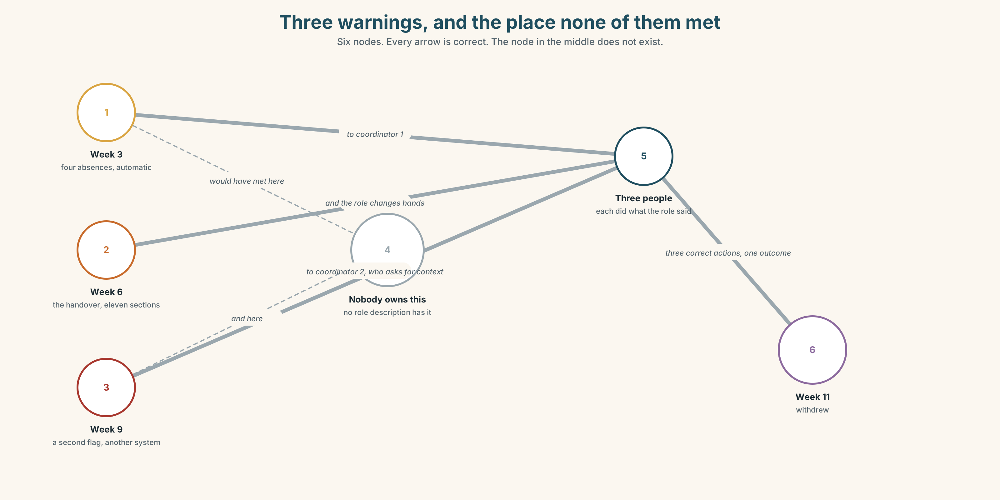 Three warnings, and the place none of them met
Six nodes. Every arrow is correct. The node in the middle does not exist.
1
Week 3
four absences, automatic
to coordinator 1
would have met here
5
Three people
each did what the role said
and the role changes hands
2
Week 6
the handover, eleven sections
4
to coordinator 2, who asks for context
Nobody owns this
no role description has it
three correct actions, one outcome
and here
3
Week 9
a second flag, another system
6
Week 11
withdrew